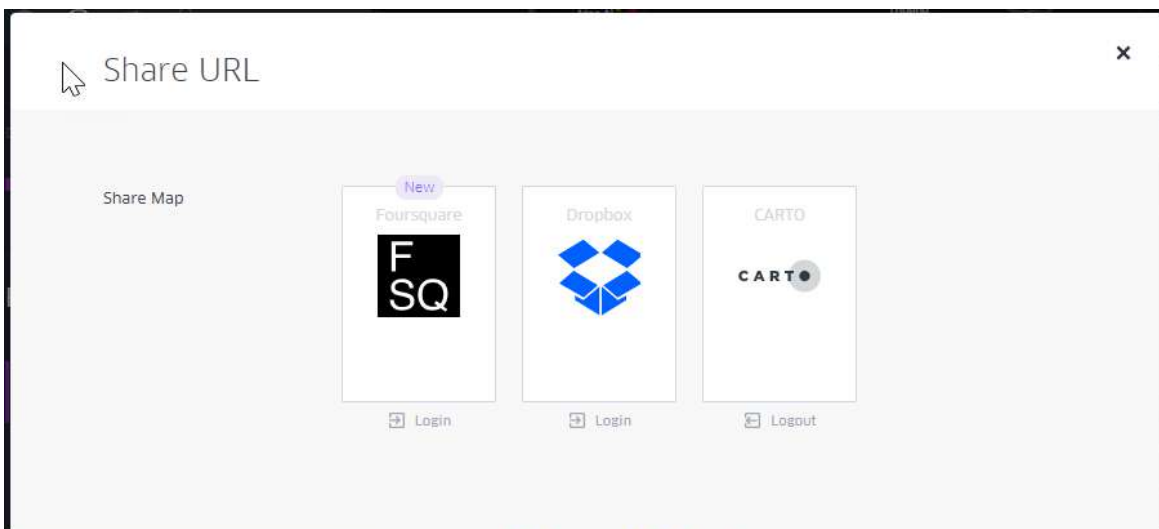 Share URL
Share Map
New
Foursquare
Dropbox
CARTO
F
SQ
CARTO
Login
Login
Logout